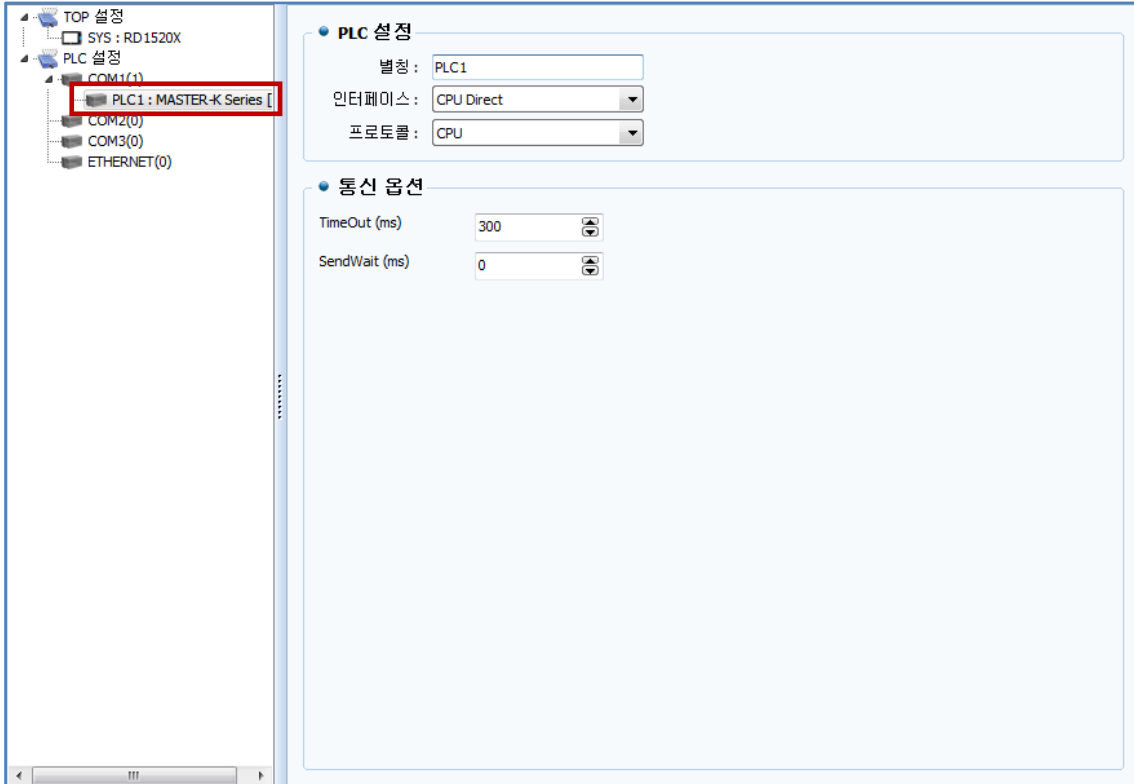 TOP 설정
SYS : RD1520X
PLC 설정
COM1(1)
PLC1 : MASTER-K Series [
COM2(0)
COM3(0)
ETHERNET(0)
PLC 설정
별칭 : PLC1
인터페이스 : CPU Direct
프로토콜 : CPU
통신 옵션
TimeOut (ms) 300
SendWait (ms) 0